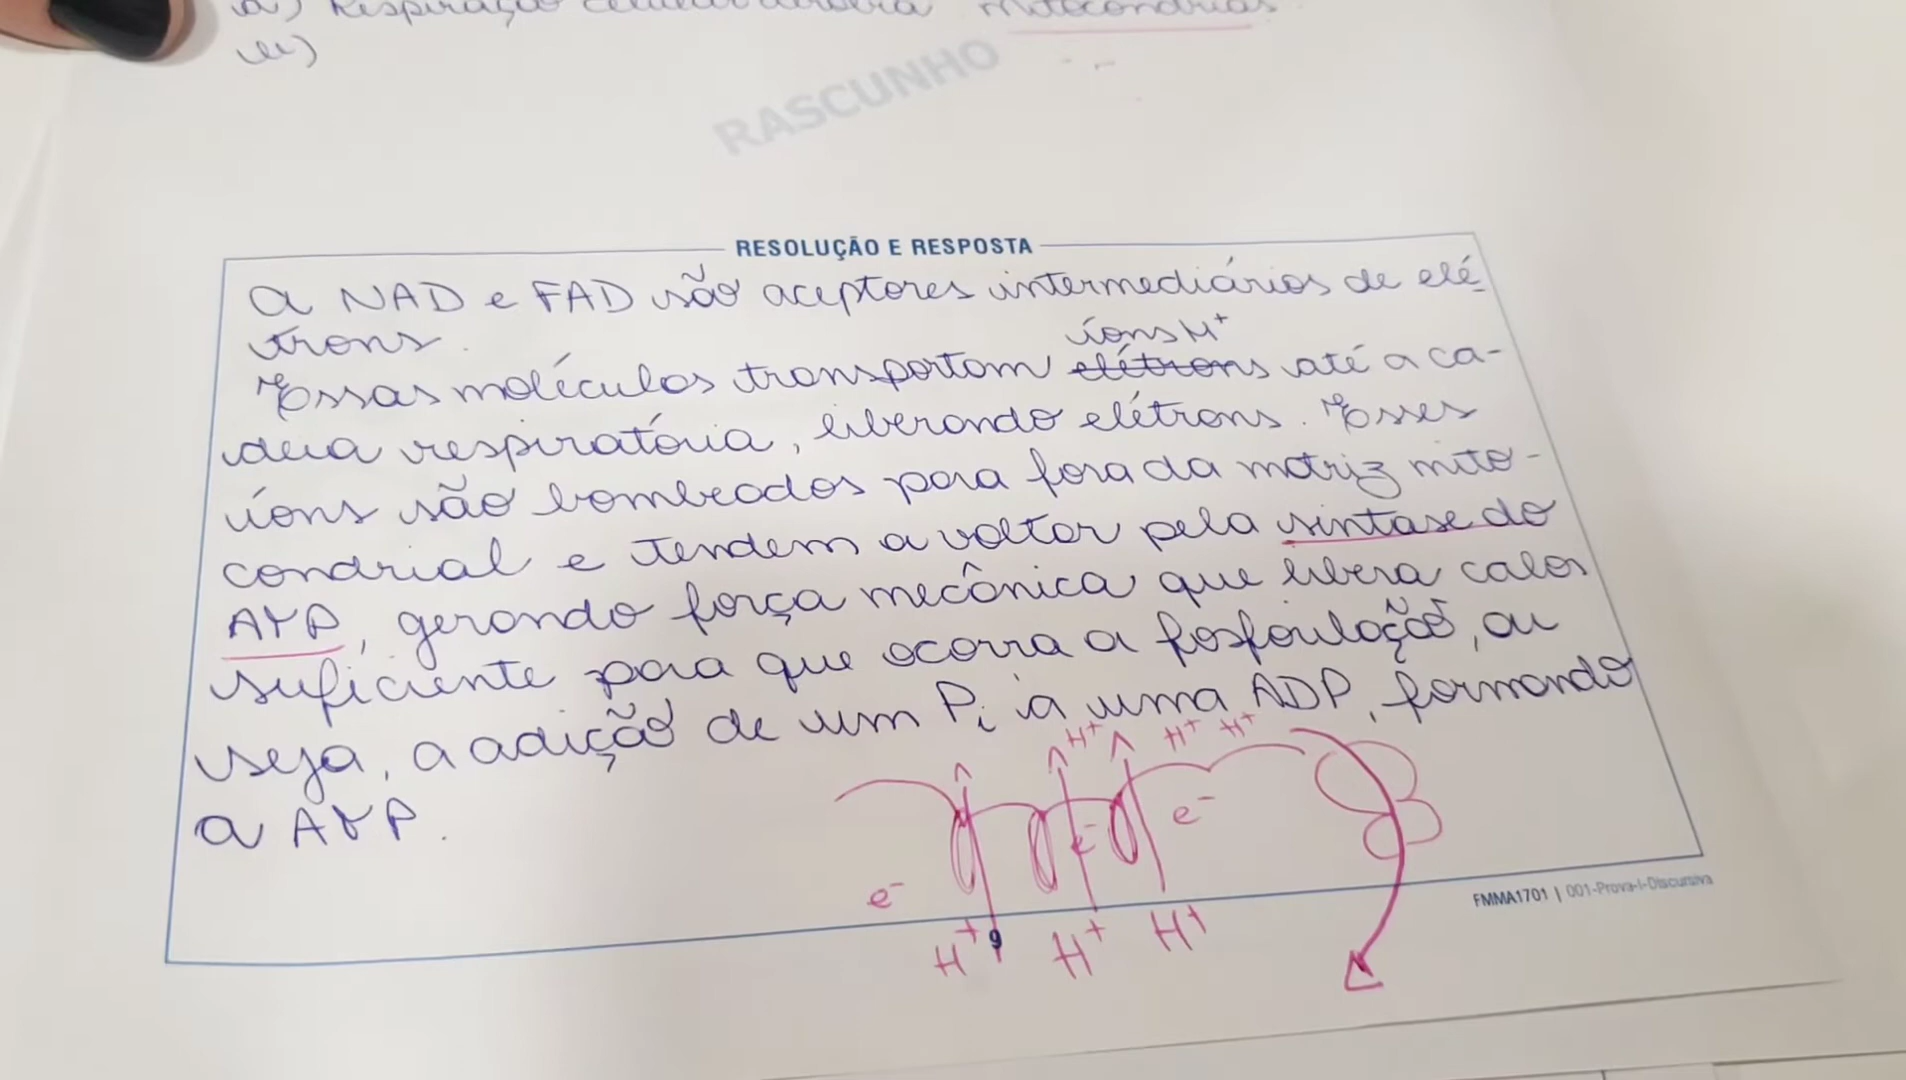 a) Respiração celular aeróbia mitocôndrias
b)
RASCUNHO
RESOLUÇÃO E RESPOSTA
A NAD e FAD são aceptores intermediários de elé
trons.
íons H⁺
Essas moléculas transportam elétrons até a ca-
deia respiratória, liberando elétrons. Esses
íons são bombeados para fora da matriz mito-
condrial e tendem a voltar pela sintase do
ATP, gerando força mecânica que libera calor
suficiente para que ocorra a fosforilação, ou
seja, a adição de um Pi a uma ADP, formando
a ATP.
H⁺ H⁺ H⁺
e⁻ e⁻
e⁻
H⁺ H⁺ H⁺
9
FMMA1701 | 001-Prova-I-Discursiva